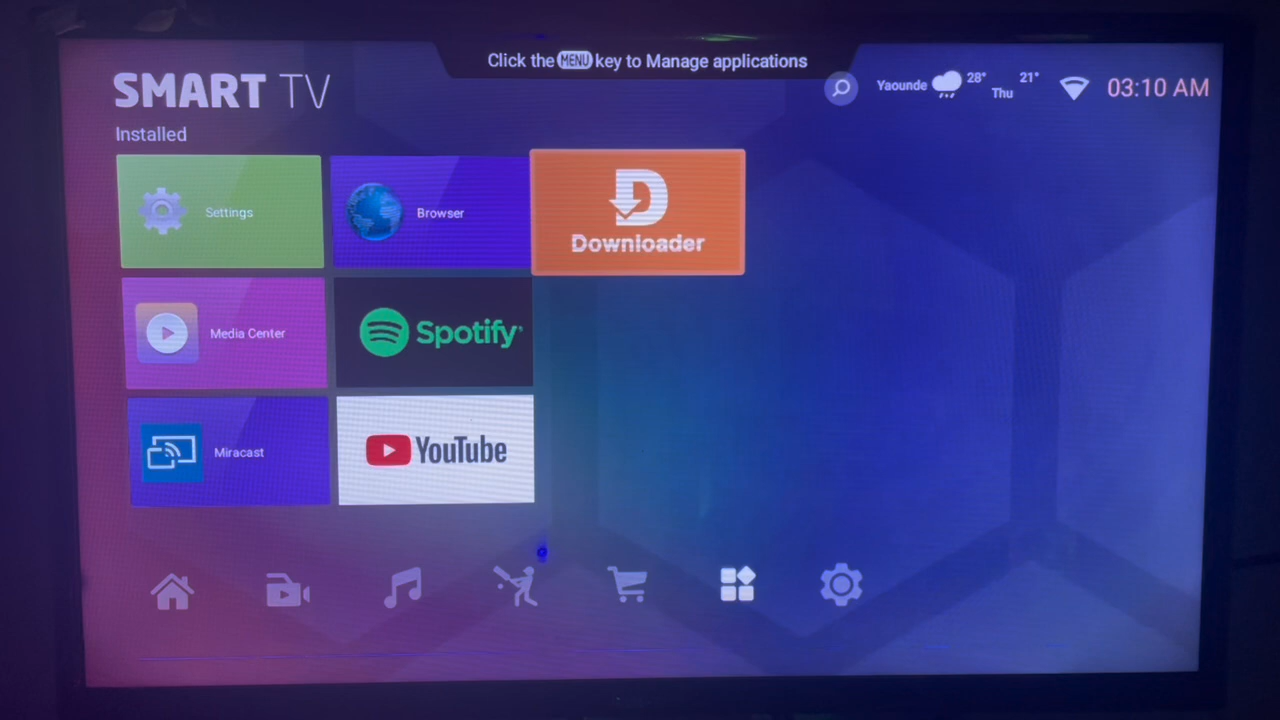 Click the MENU key to Manage applications
SMART TV
Yaounde 28° Thu 21° 03:10 AM
Installed
Settings
Browser
D
Downloader
Media Center
Spotify
Miracast
YouTube